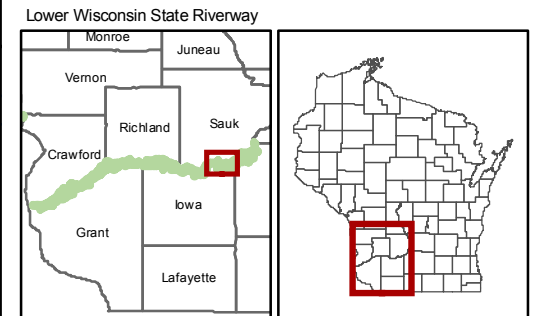 Lower Wisconsin State Riverway
Monroe
Juneau
Vernon
Richland
Sauk
Crawford
Iowa
Grant
Lafayette